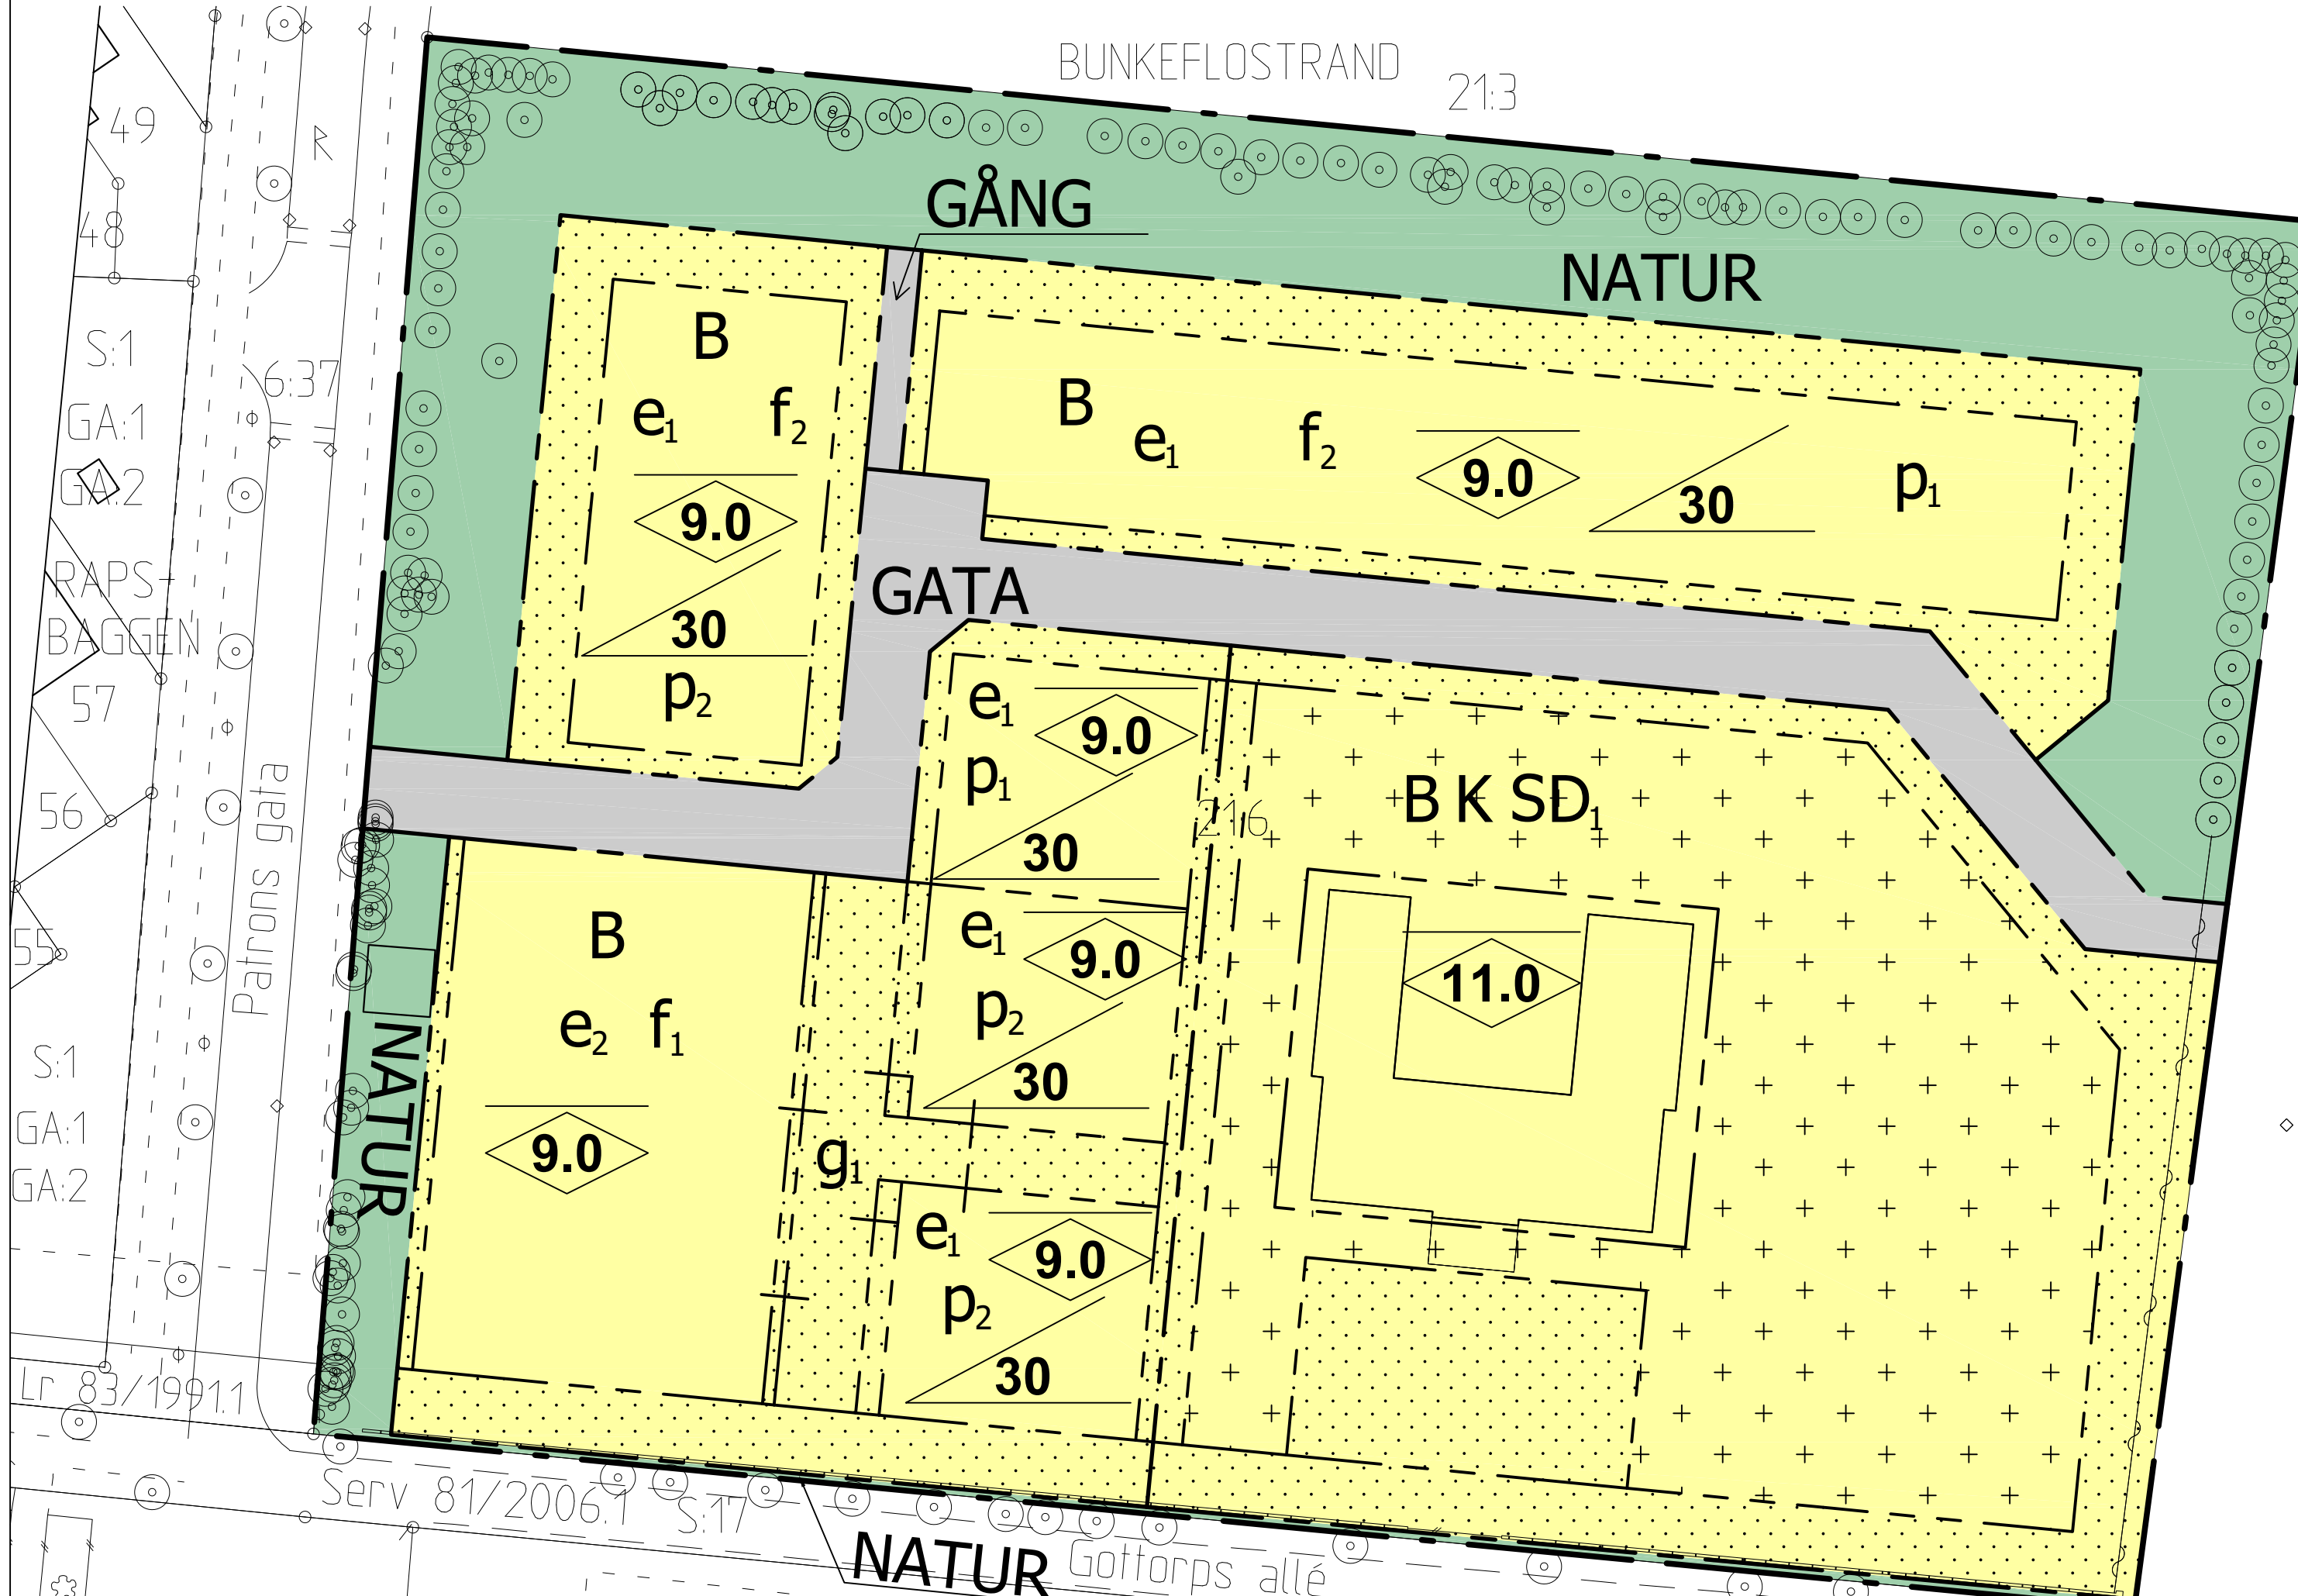 BUNKEFLOSTRAND
21:3
49
R
GÅNG
48
NATUR
B
S:1
6:37
e₁ f₂
B
e₁ f₂
9.0
30
p₁
GA:1
GA:2
9.0
RAPS-
BAGGEN
GATA
30
p₂
57
e₁
9.0
p₁
30
56
Patrons gata
216
B K SD₁
55
B
e₁
9.0
11.0
p₂
e₂ f₁
30
S:1
NATUR
GA:1
9.0
g₁
GA:2
e₁
9.0
p₂
30
Lr 83/1991.1
Serv 81/2006.1
S:17
NATUR
Gottorps allé